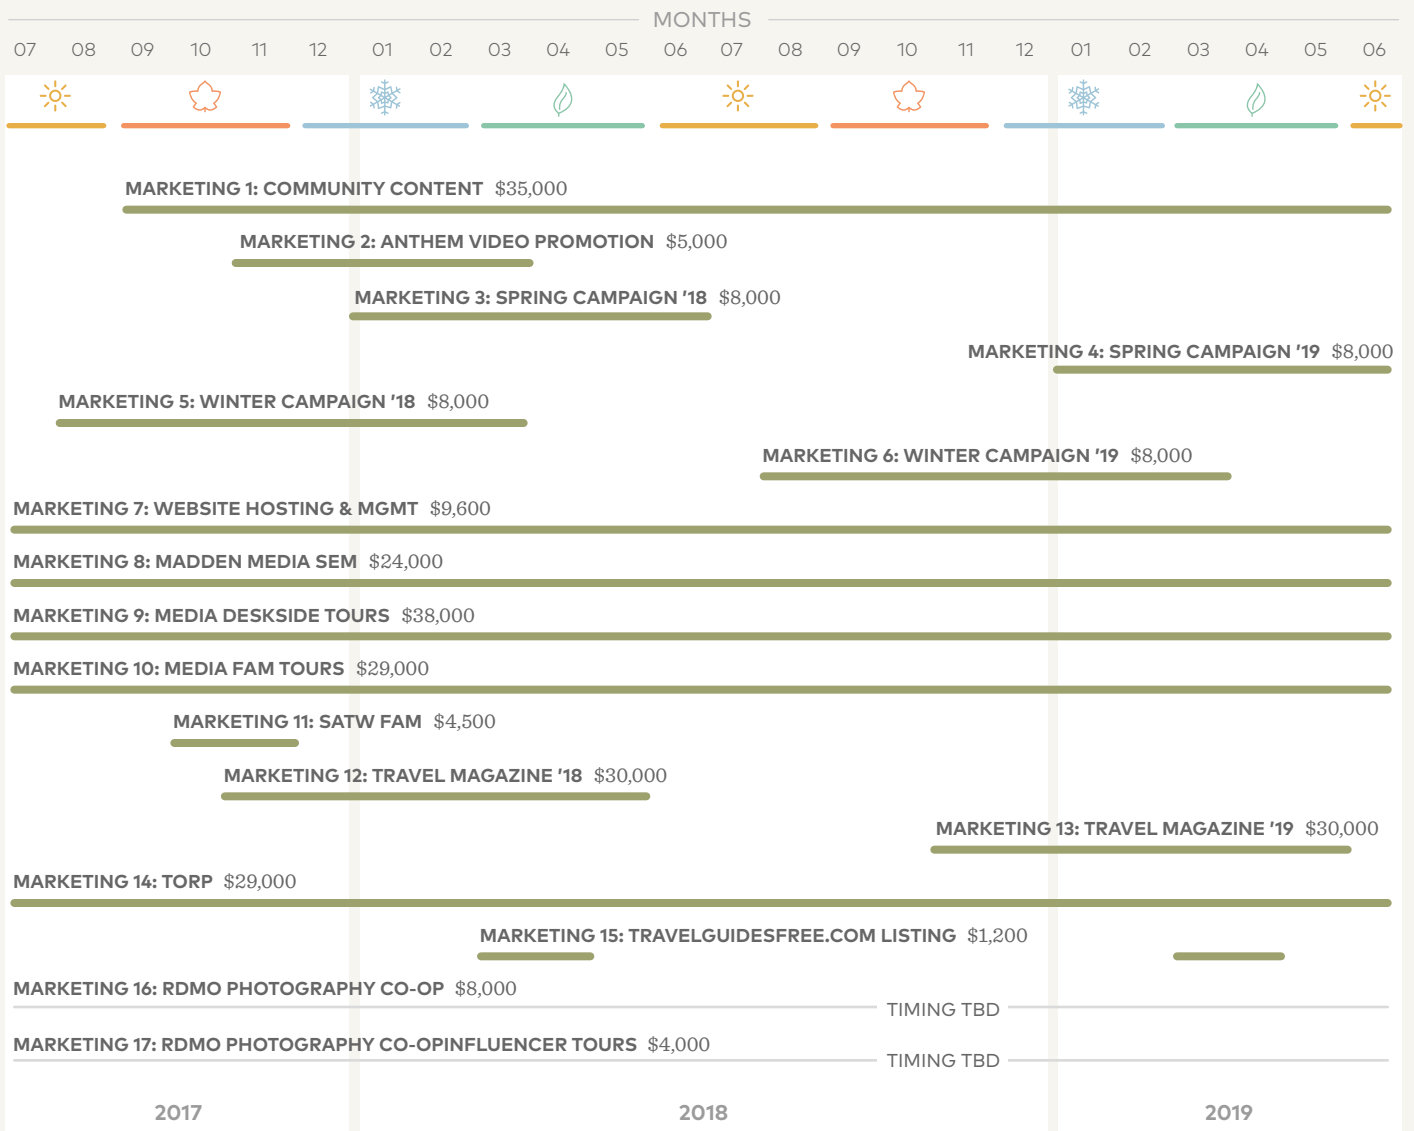 MONTHS
07 08 09 10 11 12 01 02 03 04 05 06 07 08 09 10 11 12 01 02 03 04 05 06
MARKETING 1: COMMUNITY CONTENT $35,000
MARKETING 2: ANTHEM VIDEO PROMOTION $5,000
MARKETING 3: SPRING CAMPAIGN '18 $8,000
MARKETING 4: SPRING CAMPAIGN '19 $8,000
MARKETING 5: WINTER CAMPAIGN '18 $8,000
MARKETING 6: WINTER CAMPAIGN '19 $8,000
MARKETING 7: WEBSITE HOSTING & MGMT $9,600
MARKETING 8: MADDEN MEDIA SEM $24,000
MARKETING 9: MEDIA DESKSIDE TOURS $38,000
MARKETING 10: MEDIA FAM TOURS $29,000
MARKETING 11: SATW FAM $4,500
MARKETING 12: TRAVEL MAGAZINE '18 $30,000
MARKETING 13: TRAVEL MAGAZINE '19 $30,000
MARKETING 14: TORP $29,000
MARKETING 15: TRAVELGUIDESFREE.COM LISTING $1,200
MARKETING 16: RDMO PHOTOGRAPHY CO-OP $8,000
TIMING TBD
MARKETING 17: RDMO PHOTOGRAPHY CO-OPINFLUENCER TOURS $4,000
TIMING TBD
2017 2018 2019